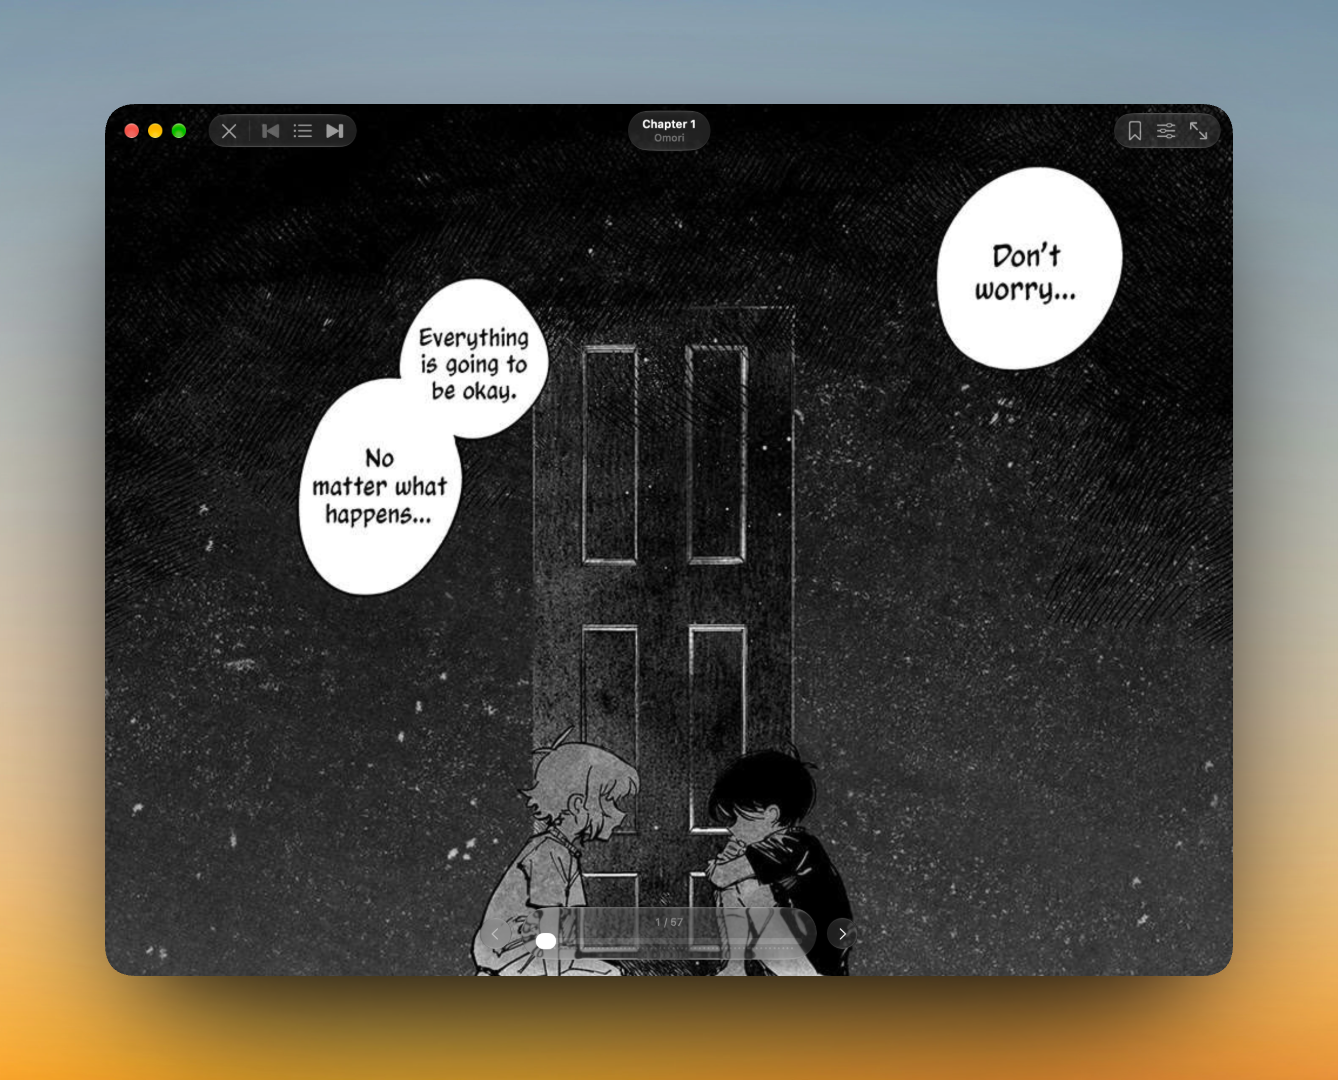 Chapter 1
Omori
Don't
worry...
Everything
is going to
be okay.
No
matter what
happens...
1 / 57